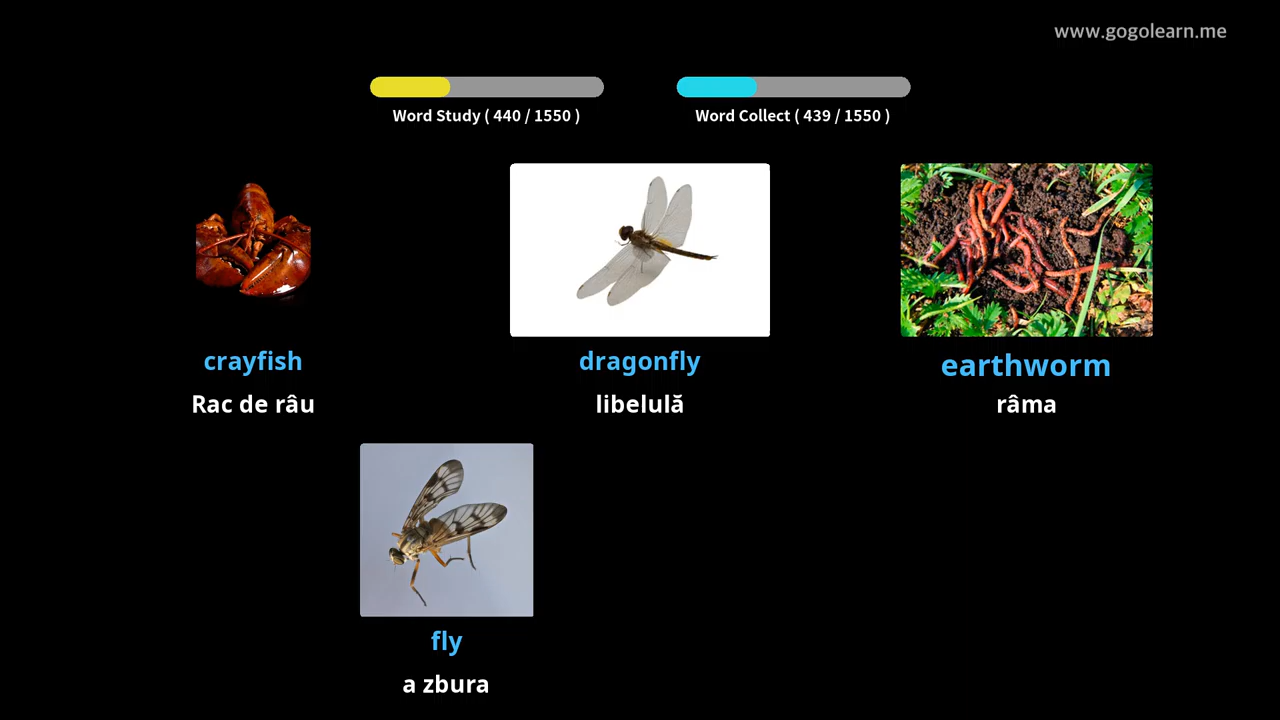 www.gogolearn.me
Word Study ( 440 / 1550 )
Word Collect ( 439 / 1550 )
crayfish
Rac de râu
dragonfly
libelulă
earthworm
râma
fly
a zbura